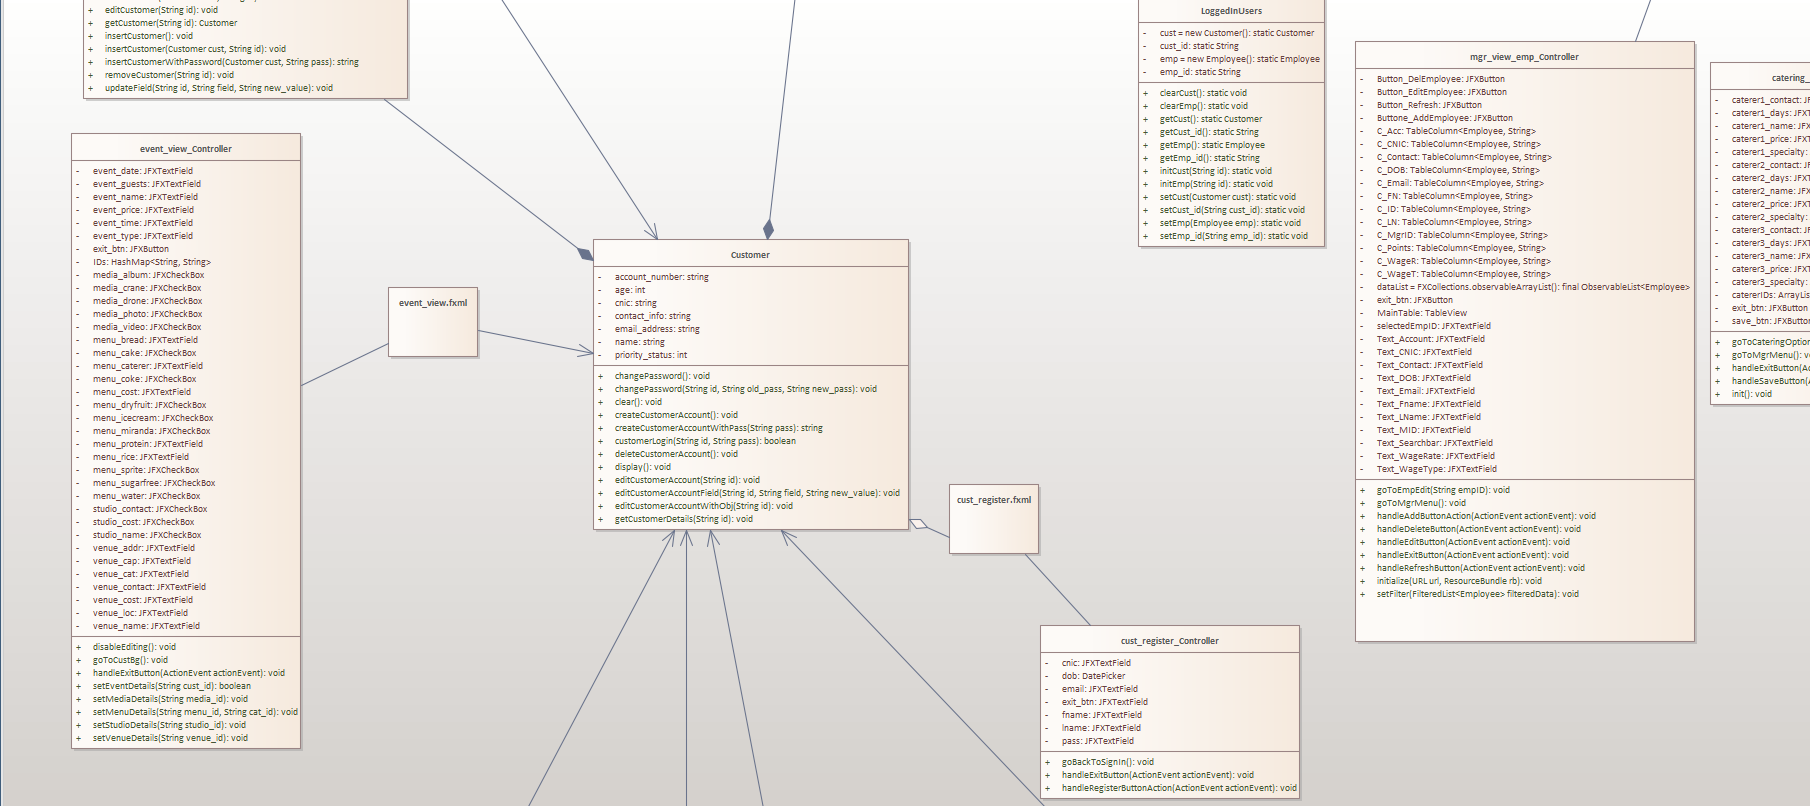 + editCustomer(String id): void
+ getCustomer(String id): Customer
+ insertCustomer(): void
+ insertCustomer(Customer cust, String id): void
+ insertCustomerWithPassword(Customer cust, String pass): string
+ removeCustomer(String id): void
+ updateField(String id, String field, String new_value): void
event_view_Controller
- event_date: JFXTextField
- event_guests: JFXTextField
- event_name: JFXTextField
- event_price: JFXTextField
- event_time: JFXTextField
- event_type: JFXTextField
- exit_btn: JFXButton
- IDs: HashMap<String, String>
- media_album: JFXCheckBox
- media_crane: JFXCheckBox
- media_drone: JFXCheckBox
- media_photo: JFXCheckBox
- media_video: JFXCheckBox
- menu_bread: JFXTextField
- menu_cake: JFXCheckBox
- menu_caterer: JFXTextField
- menu_coke: JFXCheckBox
- menu_cost: JFXTextField
- menu_dryfruit: JFXCheckBox
- menu_icecream: JFXCheckBox
- menu_miranda: JFXCheckBox
- menu_protein: JFXTextField
- menu_rice: JFXTextField
- menu_sprite: JFXCheckBox
- menu_sugarfree: JFXCheckBox
- menu_water: JFXCheckBox
- studio_contact: JFXCheckBox
- studio_cost: JFXCheckBox
- studio_name: JFXCheckBox
- venue_addr: JFXTextField
- venue_cap: JFXTextField
- venue_cat: JFXTextField
- venue_contact: JFXTextField
- venue_cost: JFXTextField
- venue_loc: JFXTextField
- venue_name: JFXTextField
+ disableEditing(): void
+ goToCustBg(): void
+ handleExitButton(ActionEvent actionEvent): void
+ setEventDetails(String cust_id): boolean
+ setMediaDetails(String media_id): void
+ setMenuDetails(String menu_id, String cat_id): void
+ setStudioDetails(String studio_id): void
+ setVenueDetails(String venue_id): void
event_view.fxml
Customer
- account_number: string
- age: int
- cnic: string
- contact_info: string
- email_address: string
- name: string
- priority_status: int
+ changePassword(): void
+ changePassword(String id, String old_pass, String new_pass): void
+ clear(): void
+ createCustomerAccount(): void
+ createCustomerAccountWithPass(String pass): string
+ customerLogin(String id, String pass): boolean
+ deleteCustomerAccount(): void
+ display(): void
+ editCustomerAccount(String id): void
+ editCustomerAccountField(String id, String field, String new_value): void
+ editCustomerAccountWithObj(String id): void
+ getCustomerDetails(String id): void
cust_register.fxml
cust_register_Controller
- cnic: JFXTextField
- dob: DatePicker
- email: JFXTextField
- exit_btn: JFXTextField
- fname: JFXTextField
- lname: JFXTextField
- pass: JFXTextField
+ goBackToSignIn(): void
+ handleExitButton(ActionEvent actionEvent): void
+ handleRegisterButtonAction(ActionEvent actionEvent): void
LoggedInUsers
- cust = new Customer(): static Customer
- cust_id: static String
- emp = new Employee(): static Employee
- emp_id: static String
+ clearCust(): static void
+ clearEmp(): static void
+ getCust(): static Customer
+ getCust_id(): static String
+ getEmp(): static Employee
+ getEmp_id(): static String
+ initCust(String id): static void
+ initEmp(String id): static void
+ setCust(Customer cust): static void
+ setCust_id(String cust_id): static void
+ setEmp(Employee emp): static void
+ setEmp_id(String emp_id): static void
mgr_view_emp_Controller
- Button_DelEmployee: JFXButton
- Button_EditEmployee: JFXButton
- Button_Refresh: JFXButton
- Buttone_AddEmployee: JFXButton
- C_Acc: TableColumn<Employee, String>
- C_CNIC: TableColumn<Employee, String>
- C_Contact: TableColumn<Employee, String>
- C_DOB: TableColumn<Employee, String>
- C_Email: TableColumn<Employee, String>
- C_FN: TableColumn<Employee, String>
- C_ID: TableColumn<Employee, String>
- C_LN: TableColumn<Employee, String>
- C_MgrID: TableColumn<Employee, String>
- C_Points: TableColumn<Employee, String>
- C_WageR: TableColumn<Employee, String>
- C_WageT: TableColumn<Employee, String>
- dataList = FXCollections.observableArrayList(): final ObservableList<Employee>
- exit_btn: JFXButton
- MainTable: TableView
- selectedEmpID: JFXTextField
- Text_Account: JFXTextField
- Text_CNIC: JFXTextField
- Text_Contact: JFXTextField
- Text_DOB: JFXTextField
- Text_Email: JFXTextField
- Text_Fname: JFXTextField
- Text_LName: JFXTextField
- Text_MID: JFXTextField
- Text_Searchbar: JFXTextField
- Text_WageRate: JFXTextField
- Text_WageType: JFXTextField
+ goToEmpEdit(String empID): void
+ goToMgrMenu(): void
+ handleAddButtonAction(ActionEvent actionEvent): void
+ handleDeleteButton(ActionEvent actionEvent): void
+ handleEditButton(ActionEvent actionEvent): void
+ handleExitButton(ActionEvent actionEvent): void
+ handleRefreshButton(ActionEvent actionEvent): void
+ initialize(URL url, ResourceBundle rb): void
+ setFilter(FilteredList<Employee> filteredData): void
catering_
- caterer1_contact: JF
- caterer1_days: JFXT
- caterer1_name: JFX
- caterer1_price: JFXT
- caterer1_specialty:
- caterer2_contact: JF
- caterer2_days: JFXT
- caterer2_name: JFX
- caterer2_price: JFXT
- caterer2_specialty:
- caterer3_contact: JF
- caterer3_days: JFXT
- caterer3_name: JFX
- caterer3_price: JFXT
- caterer3_specialty:
- catererIDs: ArrayLis
- exit_btn: JFXButton
- save_btn: JFXButto
+ goToCateringOption
+ goToMgrMenu(): v
+ handleExitButton(Ac
+ handleSaveButton(A
+ init(): void